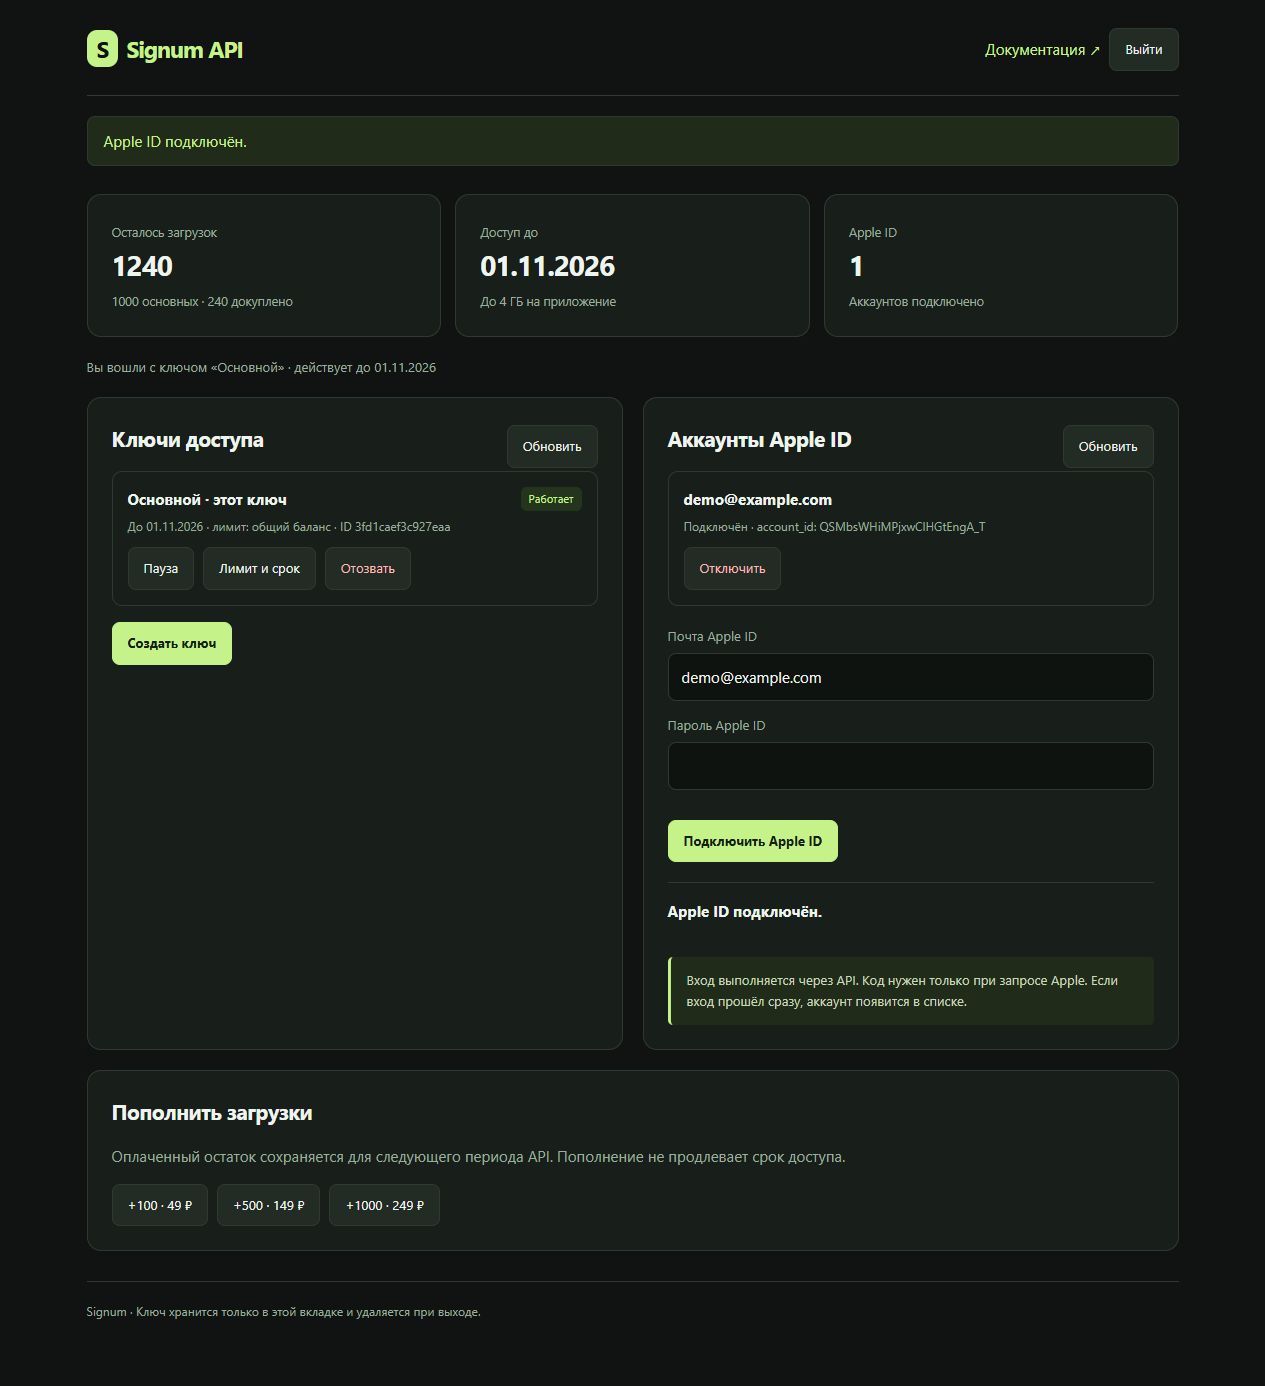 S Signum API
Документация ↗
Выйти
Apple ID подключён.
Осталось загрузок
1240
1000 основных · 240 докуплено
Доступ до
01.11.2026
До 4 ГБ на приложение
Apple ID
1
Аккаунтов подключено
Вы вошли с ключом «Основной» · действует до 01.11.2026
Ключи доступа
Обновить
Основной · этот ключ
Работает
До 01.11.2026 · лимит: общий баланс · ID 3fd1caef3c927eaa
Пауза
Лимит и срок
Отозвать
Создать ключ
Аккаунты Apple ID
Обновить
demo@example.com
Подключён · account_id: QSMbsWHiMPjxwCIHGtEngA_T
Отключить
Почта Apple ID
demo@example.com
Пароль Apple ID
Подключить Apple ID
Apple ID подключён.
Вход выполняется через API. Код нужен только при запросе Apple. Если
вход прошёл сразу, аккаунт появится в списке.
Пополнить загрузки
Оплаченный остаток сохраняется для следующего периода API. Пополнение не продлевает срок доступа.
+100 · 49 ₽
+500 · 149 ₽
+1000 · 249 ₽
Signum · Ключ хранится только в этой вкладке и удаляется при выходе.